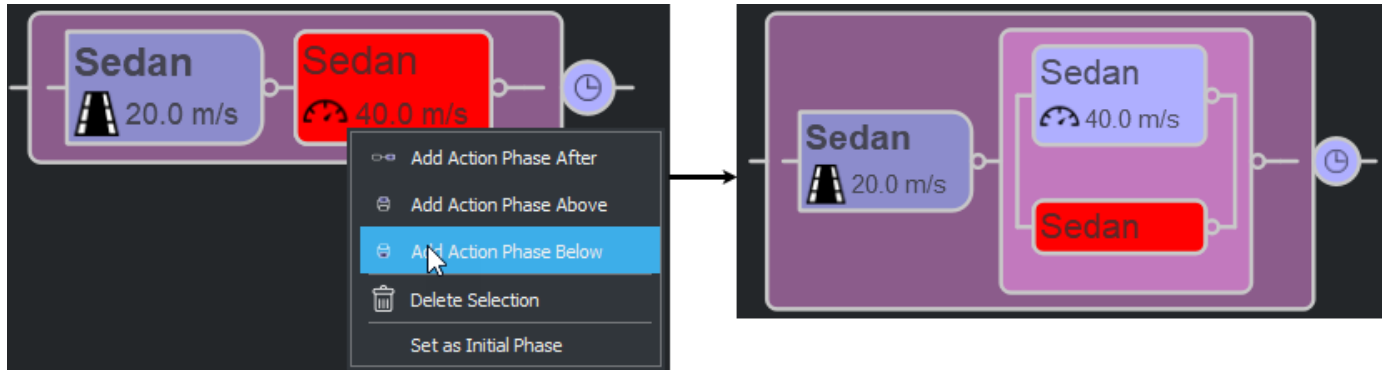 Sedan
20.0 m/s
Sedan
40.0 m/s
Add Action Phase After
Add Action Phase Above
Add Action Phase Below
Delete Selection
Set as Initial Phase
Sedan
20.0 m/s
Sedan
40.0 m/s
Sedan